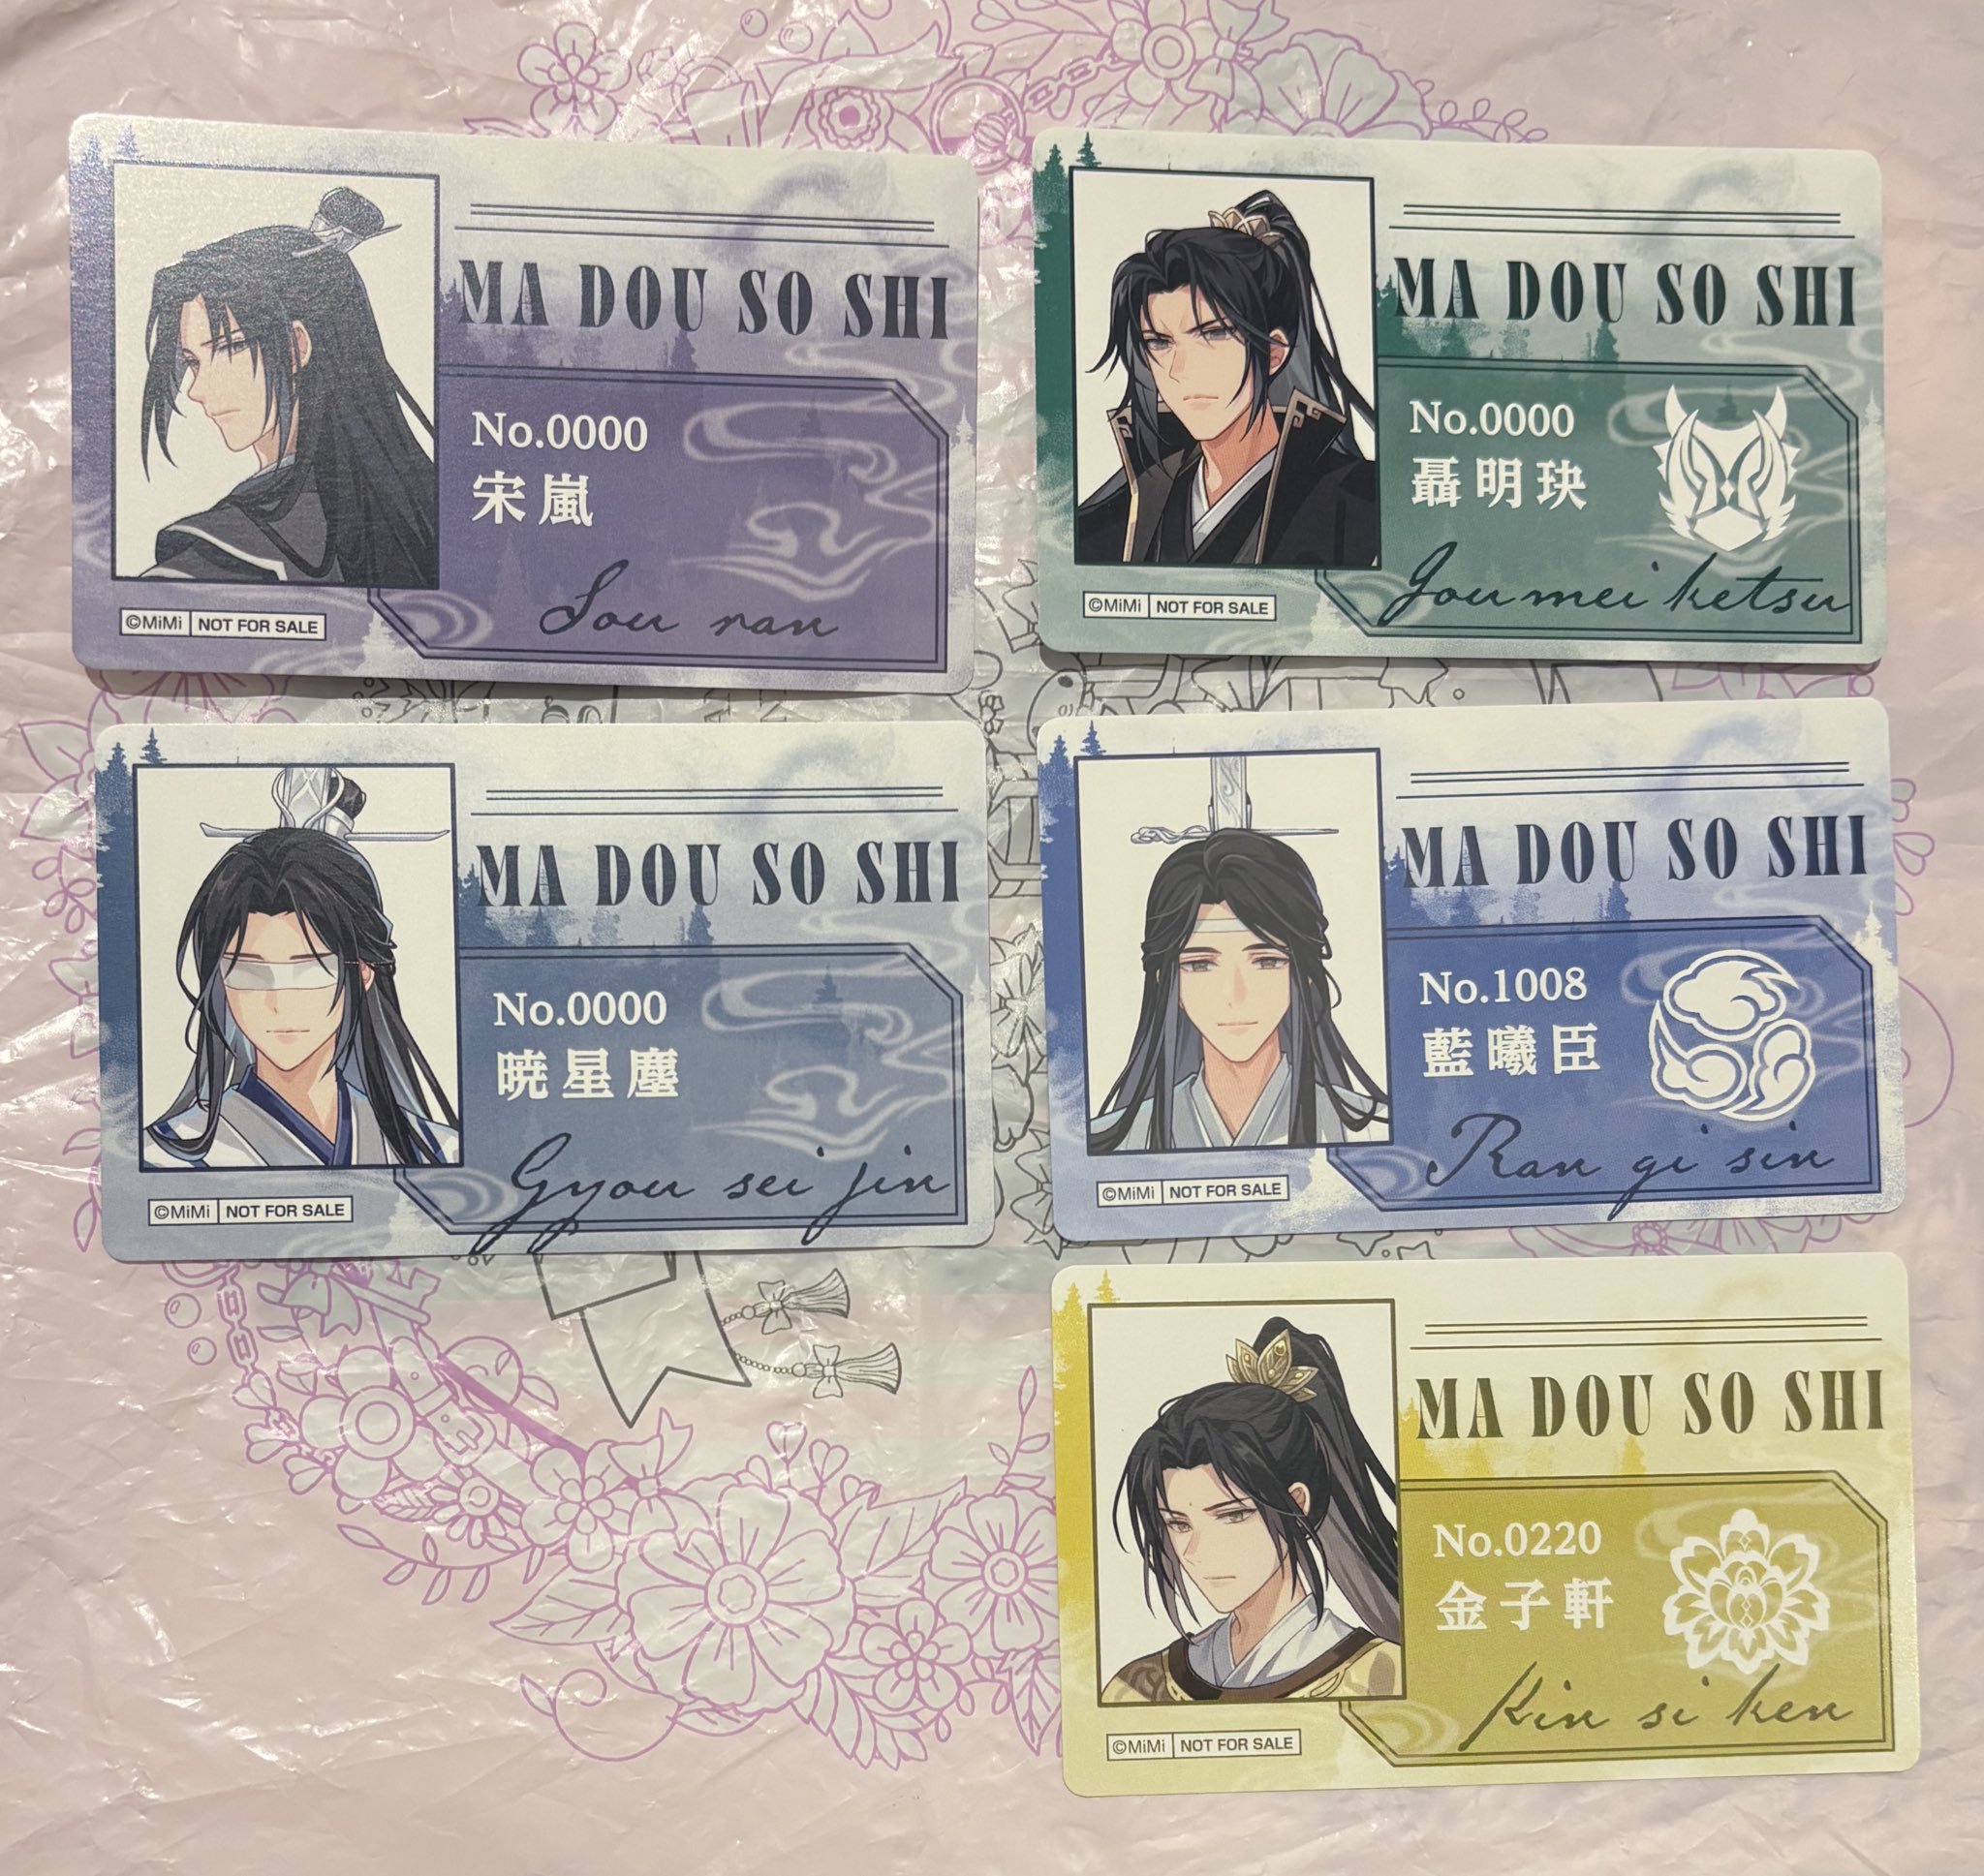 MA DOU SO SHI
No.0000
宋嵐
Sou ran
©MiMi NOT FOR SALE
MA DOU SO SHI
No.0000
聶明玦
Jou mei ketsu
©MiMi NOT FOR SALE
MA DOU SO SHI
No.0000
暁星塵
Gyou sei jin
©MiMi NOT FOR SALE
MA DOU SO SHI
No.1008
藍曦臣
Ran gi sin
©MiMi NOT FOR SALE
MA DOU SO SHI
No.0220
金子軒
Kin si ken
©MiMi NOT FOR SALE